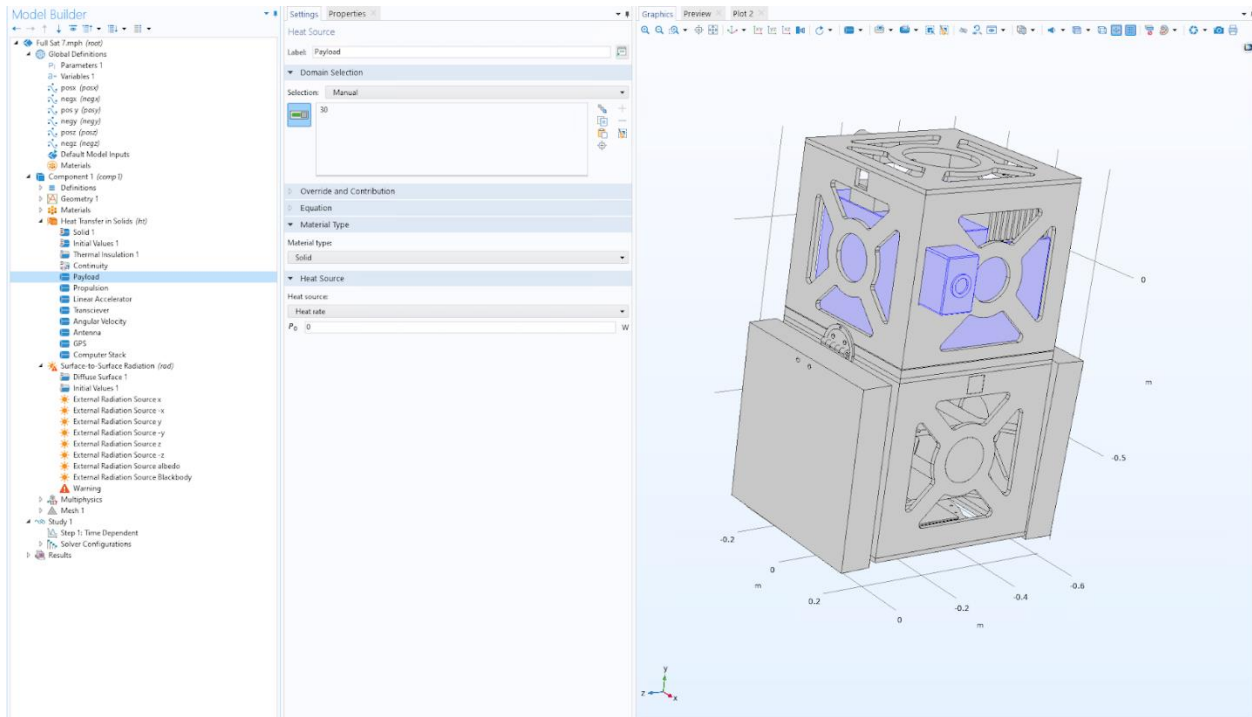 Model Builder
Full Sat 7.mph (root)
Global Definitions
Pi Parameters 1
a= Variables 1
posx (posx)
negx (negx)
pos y (posy)
negy (negy)
posz (posz)
negz (negz)
Default Model Inputs
Materials
Component 1 (comp1)
Definitions
Geometry 1
Materials
Heat Transfer in Solids (ht)
Solid 1
Initial Values 1
Thermal Insulation 1
Continuity
Payload
Propulsion
Linear Accelerator
Transciever
Angular Velocity
Antenna
GPS
Computer Stack
Surface-to-Surface Radiation (rad)
Diffuse Surface 1
Initial Values 1
External Radiation Source x
External Radiation Source -x
External Radiation Source y
External Radiation Source -y
External Radiation Source z
External Radiation Source -z
External Radiation Source albedo
External Radiation Source Blackbody
Warning
Multiphysics
Mesh 1
Study 1
Step 1: Time Dependent
Solver Configurations
Results
Settings Properties
Heat Source
Label: Payload
Domain Selection
Selection: Manual
30
Override and Contribution
Equation
Material Type
Material type:
Solid
Heat Source
Heat source:
Heat rate
P0 0 W
Graphics Preview Plot 2
0
m
-0.5
-0.2
0
m
0.2
-0.6
-0.4
-0.2
0
m
y
z x